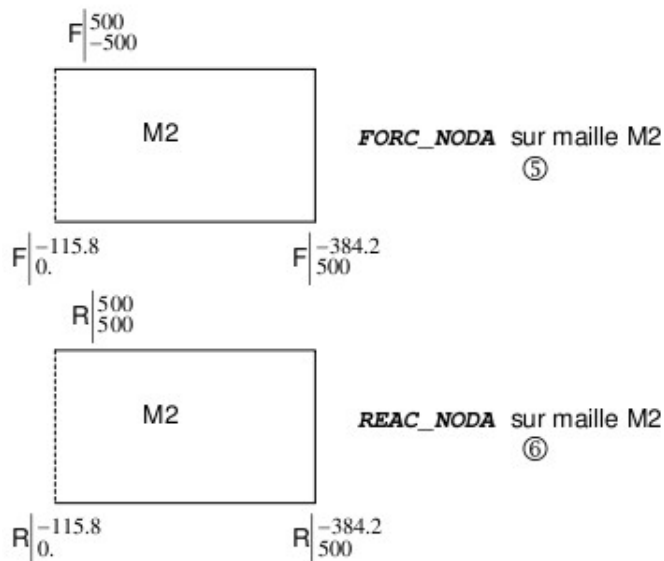 F 500
-500
M2
FORC_NODA sur maille M2
⑤
F -115.8
0.
F -384.2
500
R 500
500
M2
REAC_NODA sur maille M2
⑥
R -115.8
0.
R -384.2
500